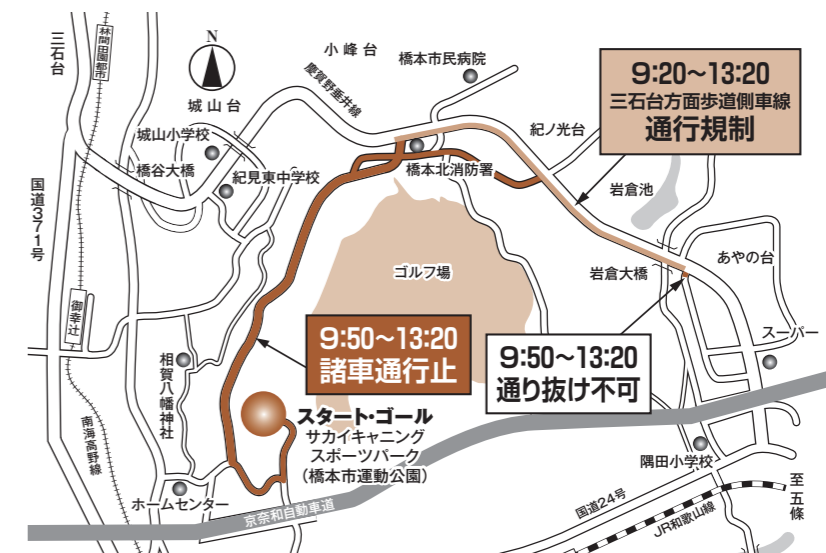 三石台
林間田園都市
N
城山台
小峰台
橋本市民病院
慶賀野垂井線
9:20〜13:20
三石台方面歩道側車線
通行規制
城山小学校
橋谷大橋
紀見東中学校
橋本北消防署
紀ノ光台
岩倉池
国道371号
ゴルフ場
岩倉大橋
あやの台
御幸辻
9:50〜13:20
諸車通行止
9:50〜13:20
通り抜け不可
スーパー
相賀八幡神社
スタート・ゴール
サカイキャニング
スポーツパーク
（橋本市運動公園）
南海高野線
隅田小学校
ホームセンター
京奈和自動車道
国道24号
JR和歌山線
至五條